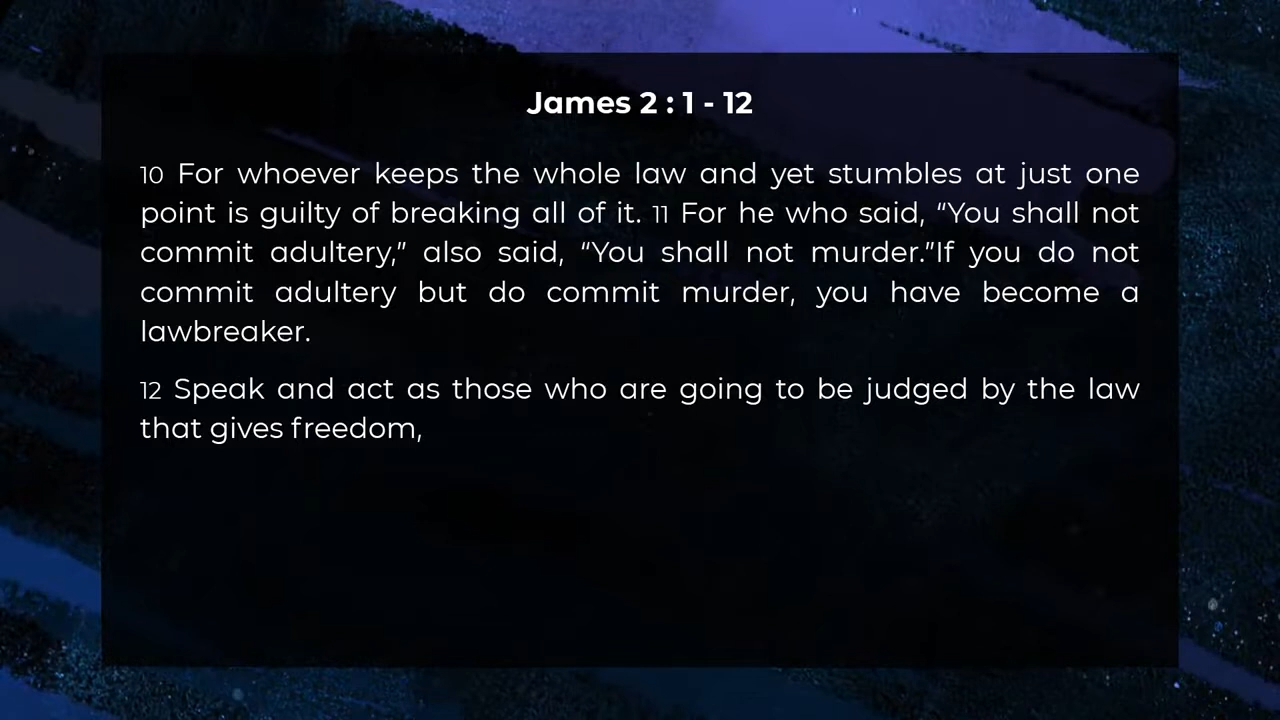 James 2 : 1 - 12
10 For whoever keeps the whole law and yet stumbles at just one
point is guilty of breaking all of it. 11 For he who said, “You shall not
commit adultery,” also said, “You shall not murder.”If you do not
commit adultery but do commit murder, you have become a
lawbreaker.
12 Speak and act as those who are going to be judged by the law
that gives freedom,